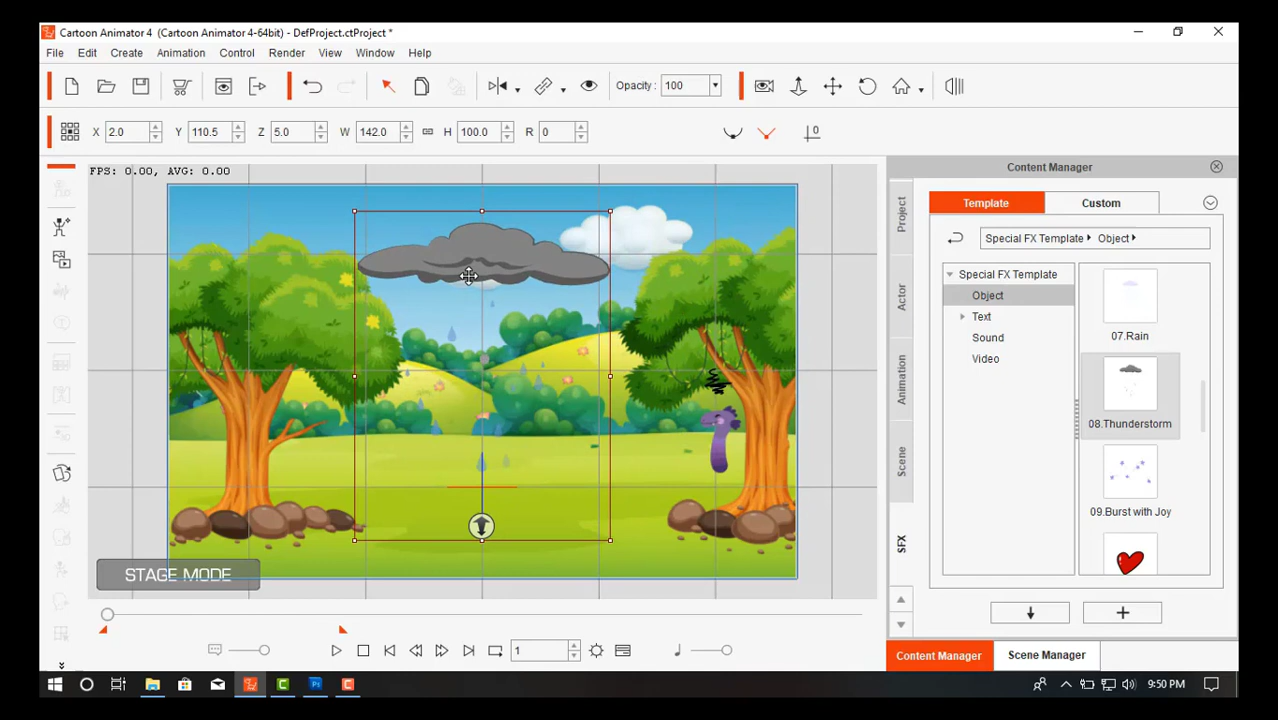 Cartoon Animator 4 (Cartoon Animator 4-64bit) - DefProject.ctProject *
File Edit Create Animation Control Render Window View Help
Opacity : 100
X 2.0 Y 110.5 Z 5.0 W 142.0 H 100.0 R 0
FPS: 0.00, AVG: 0.00
STAGE MODE
1
Content Manager
Template Custom
Special FX Template Object
Project
Actor
Animation
Scene
SFX
Special FX Template
Object
Text
Sound
Video
07.Rain
08.Thunderstorm
09.Burst with Joy
Content Manager Scene Manager
9:50 PM